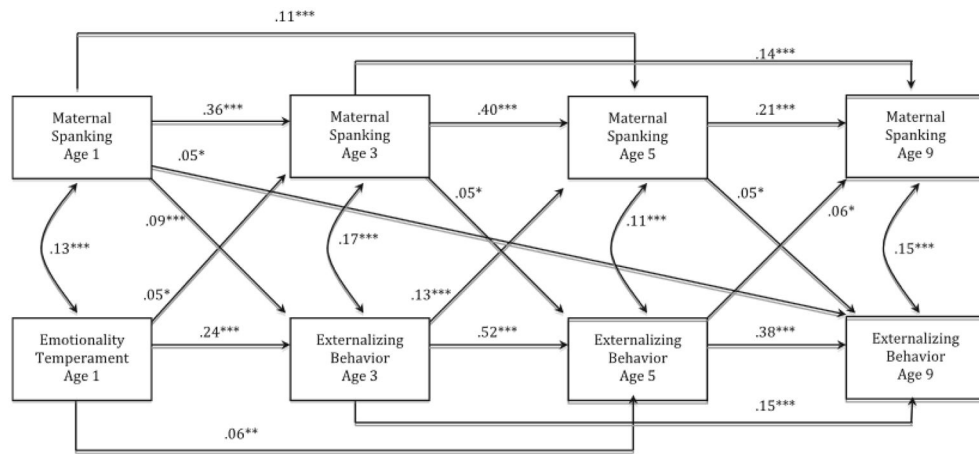 .11***
.14***
Maternal
Spanking
Age 1
.36***
Maternal
Spanking
Age 3
.40***
Maternal
Spanking
Age 5
.21***
Maternal
Spanking
Age 9
.05*
.05*
.05*
.09***
.06*
.13***
.17***
.11***
.15***
.05*
.13***
Emotionality
Temperament
Age 1
.24***
Externalizing
Behavior
Age 3
.52***
Externalizing
Behavior
Age 5
.38***
Externalizing
Behavior
Age 9
.15***
.06**